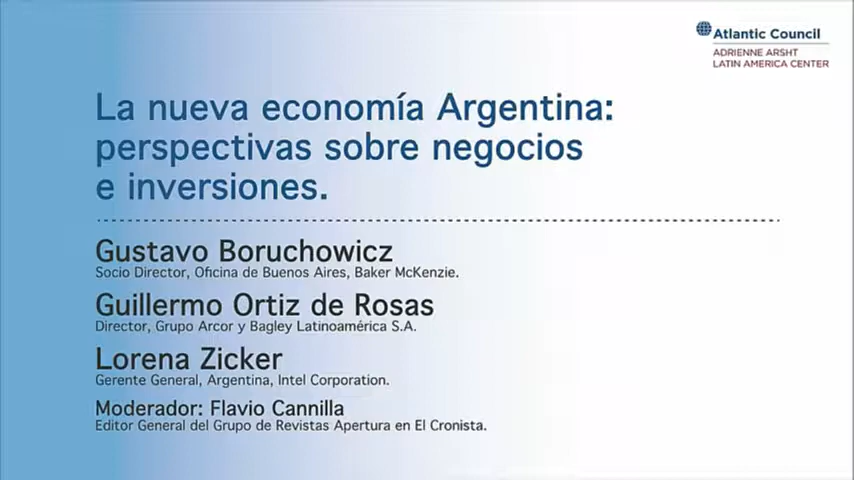 Atlantic Council
ADRIENNE ARSHT
LATIN AMERICA CENTER
La nueva economía Argentina:
perspectivas sobre negocios
e inversiones.
Gustavo Boruchowicz
Socio Director, Oficina de Buenos Aires, Baker McKenzie.
Guillermo Ortiz de Rosas
Director, Grupo Arcor y Bagley Latinoamérica S.A.
Lorena Zicker
Gerente General, Argentina, Intel Corporation.
Moderador: Flavio Cannilla
Editor General del Grupo de Revistas Apertura en El Cronista.